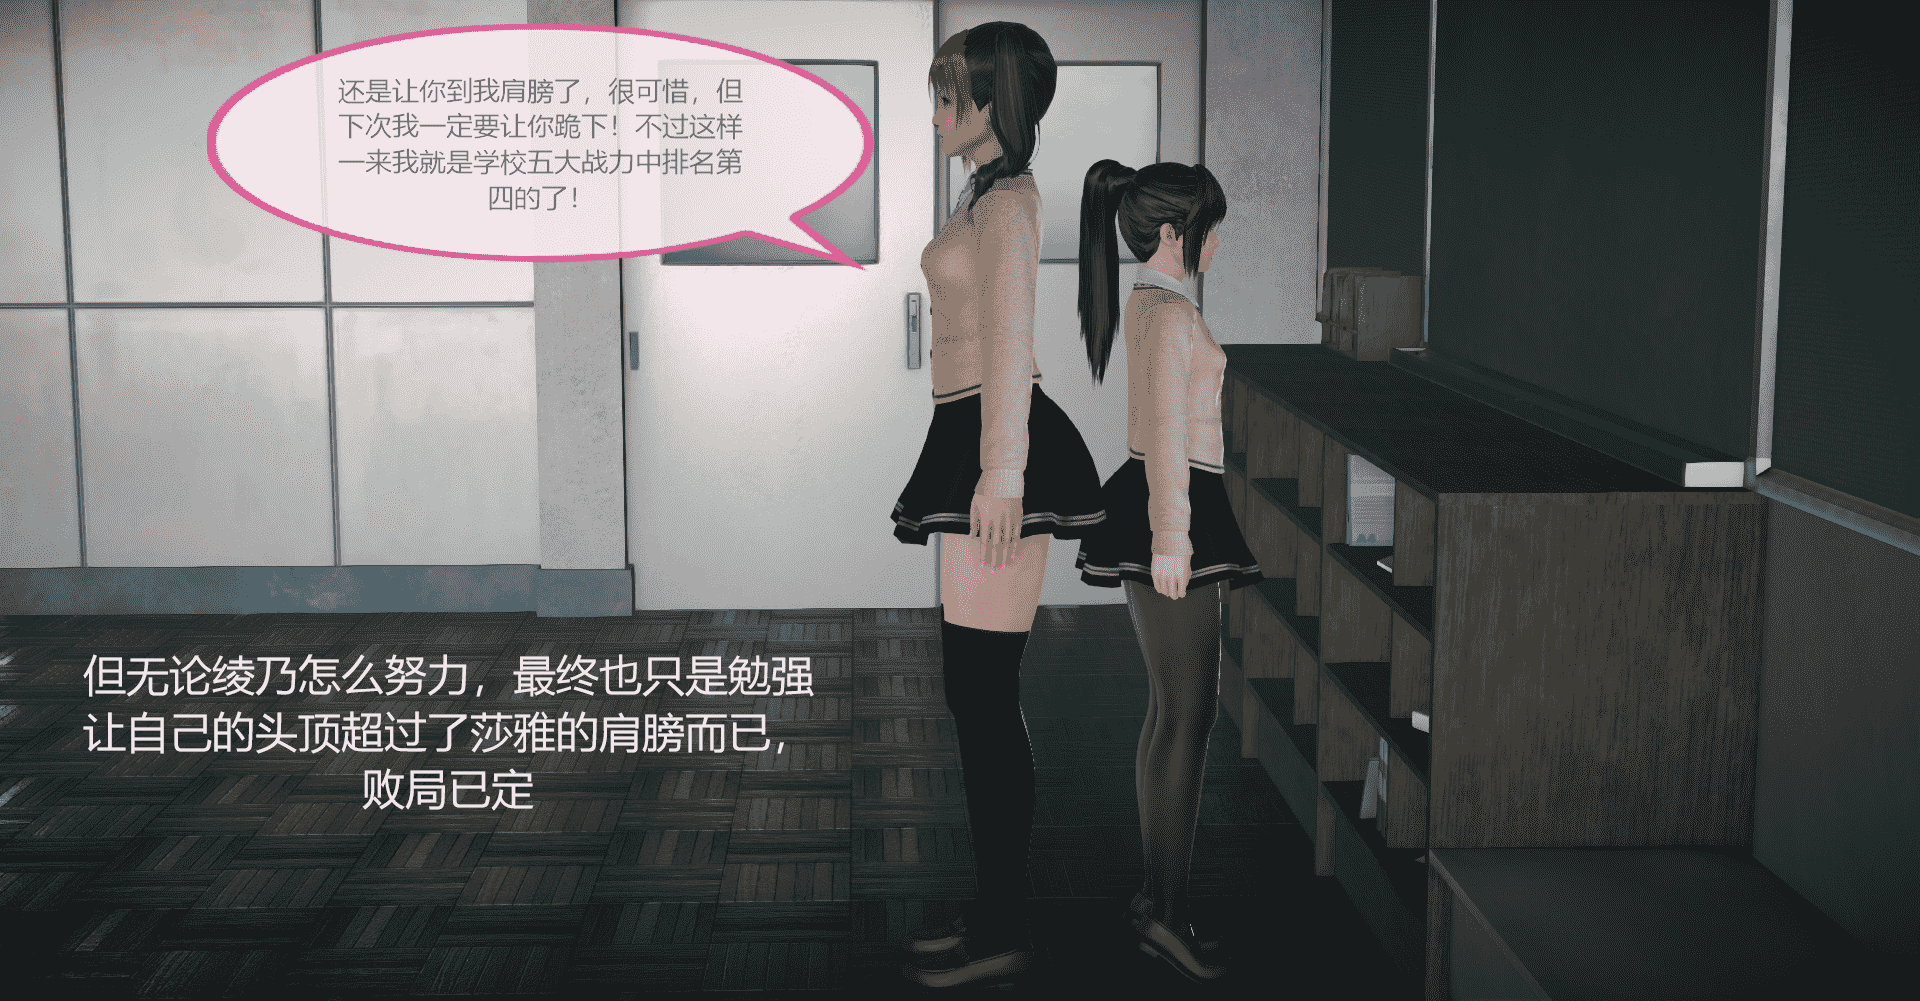 还是让你到我肩膀了，很可惜，但
下次我一定要让你跪下！不过这样
一来我就是学校五大战力中排名第
四的了！
但无论绫乃怎么努力，最终也只是勉强
让自己的头顶超过了莎雅的肩膀而已，
败局已定